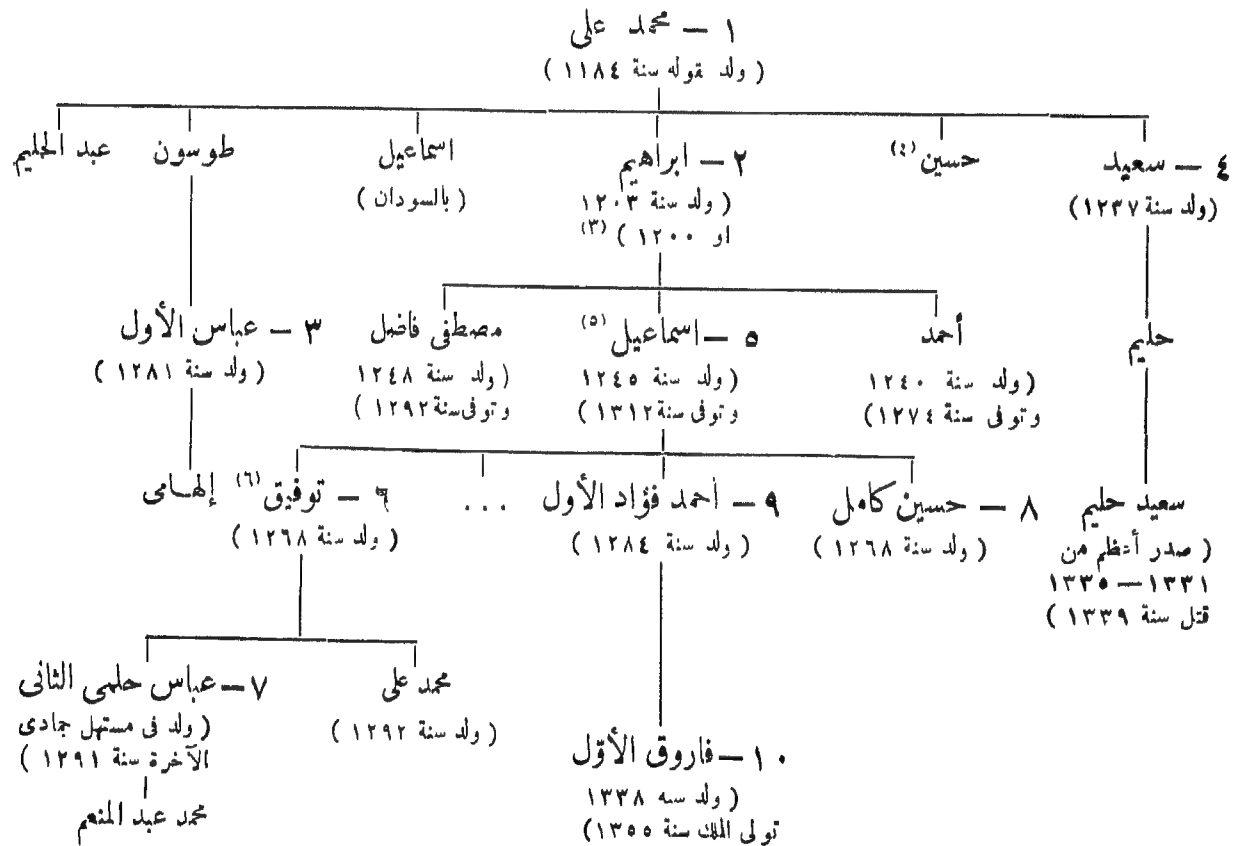 ١ – محمد على
( ولد بقوله سنة ١١٨٤ )
٤ – سعيد
(ولد سنة ١٢٣٧)
حسين (٤)
٢ – ابراهيم
( ولد سنة ١٢٠٣
او ١٢٠٠ ) (٣)
اسماعيل
( بالسودان )
طوسون
عبد الحليم
حليم
أحمد
( ولد سنة ١٢٤٠
وتوفى سنة ١٢٧٤ )
٥ – اسماعيل (٥)
( ولد سنة ١٢٤٥
وتوفى سنة ١٣١٢ )
مصطفى فاضل
( ولد سنة ١٢٤٨
وتوفى سنة ١٢٩٢ )
٣ – عباس الأول
( ولد سنة ١٢٨١ )
سعيد حليم
( صدر أعظم من
١٣٣١ – ١٣٣٥
قتل سنة ١٣٣٩ )
٨ – حسين كامل
( ولد سنة ١٢٦٨ )
٩ – احمد فؤاد الأول
( ولد سنة ١٢٨٤ )
...
٦ – توفيق (٦)
( ولد سنة ١٢٦٨ )
إلهامى
محمد على
( ولد سنة ١٢٩٢ )
٧ – عباس حلمى الثانى
( ولد فى مستهل جمادى
الآخرة سنة ١٢٩١ )
محمد عبد المنعم
١٠ – فاروق الأوّل
( ولد سنه ١٣٣٨
تولى الملك سنة ١٣٥٥ )